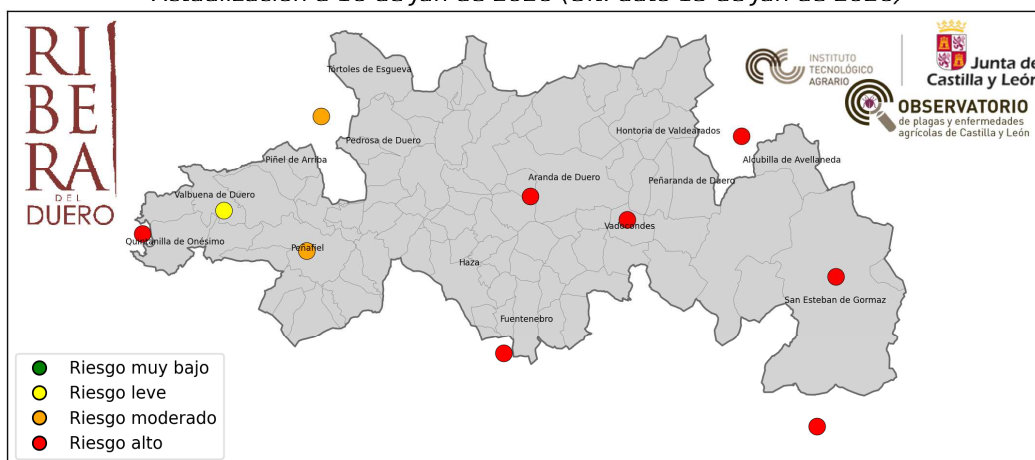 RI
BE
RA
DEL
DUERO
INSTITUTO
TECNOLÓGICO
AGRARIO
Junta de
Castilla y León
OBSERVATORIO
de plagas y enfermedades
agrícolas de Castilla y León
Tórtoles de Esgueva
Pedrosa de Duero
Hontoria de Valdearados
Piñel de Arriba
Alcubilla de Avellaneda
Aranda de Duero
Peñaranda de Duero
Valbuena de Duero
Vadocondes
Quintanilla de Onésimo
Peñafiel
Haza
San Esteban de Gormaz
Fuentenebro
Riesgo muy bajo
Riesgo leve
Riesgo moderado
Riesgo alto